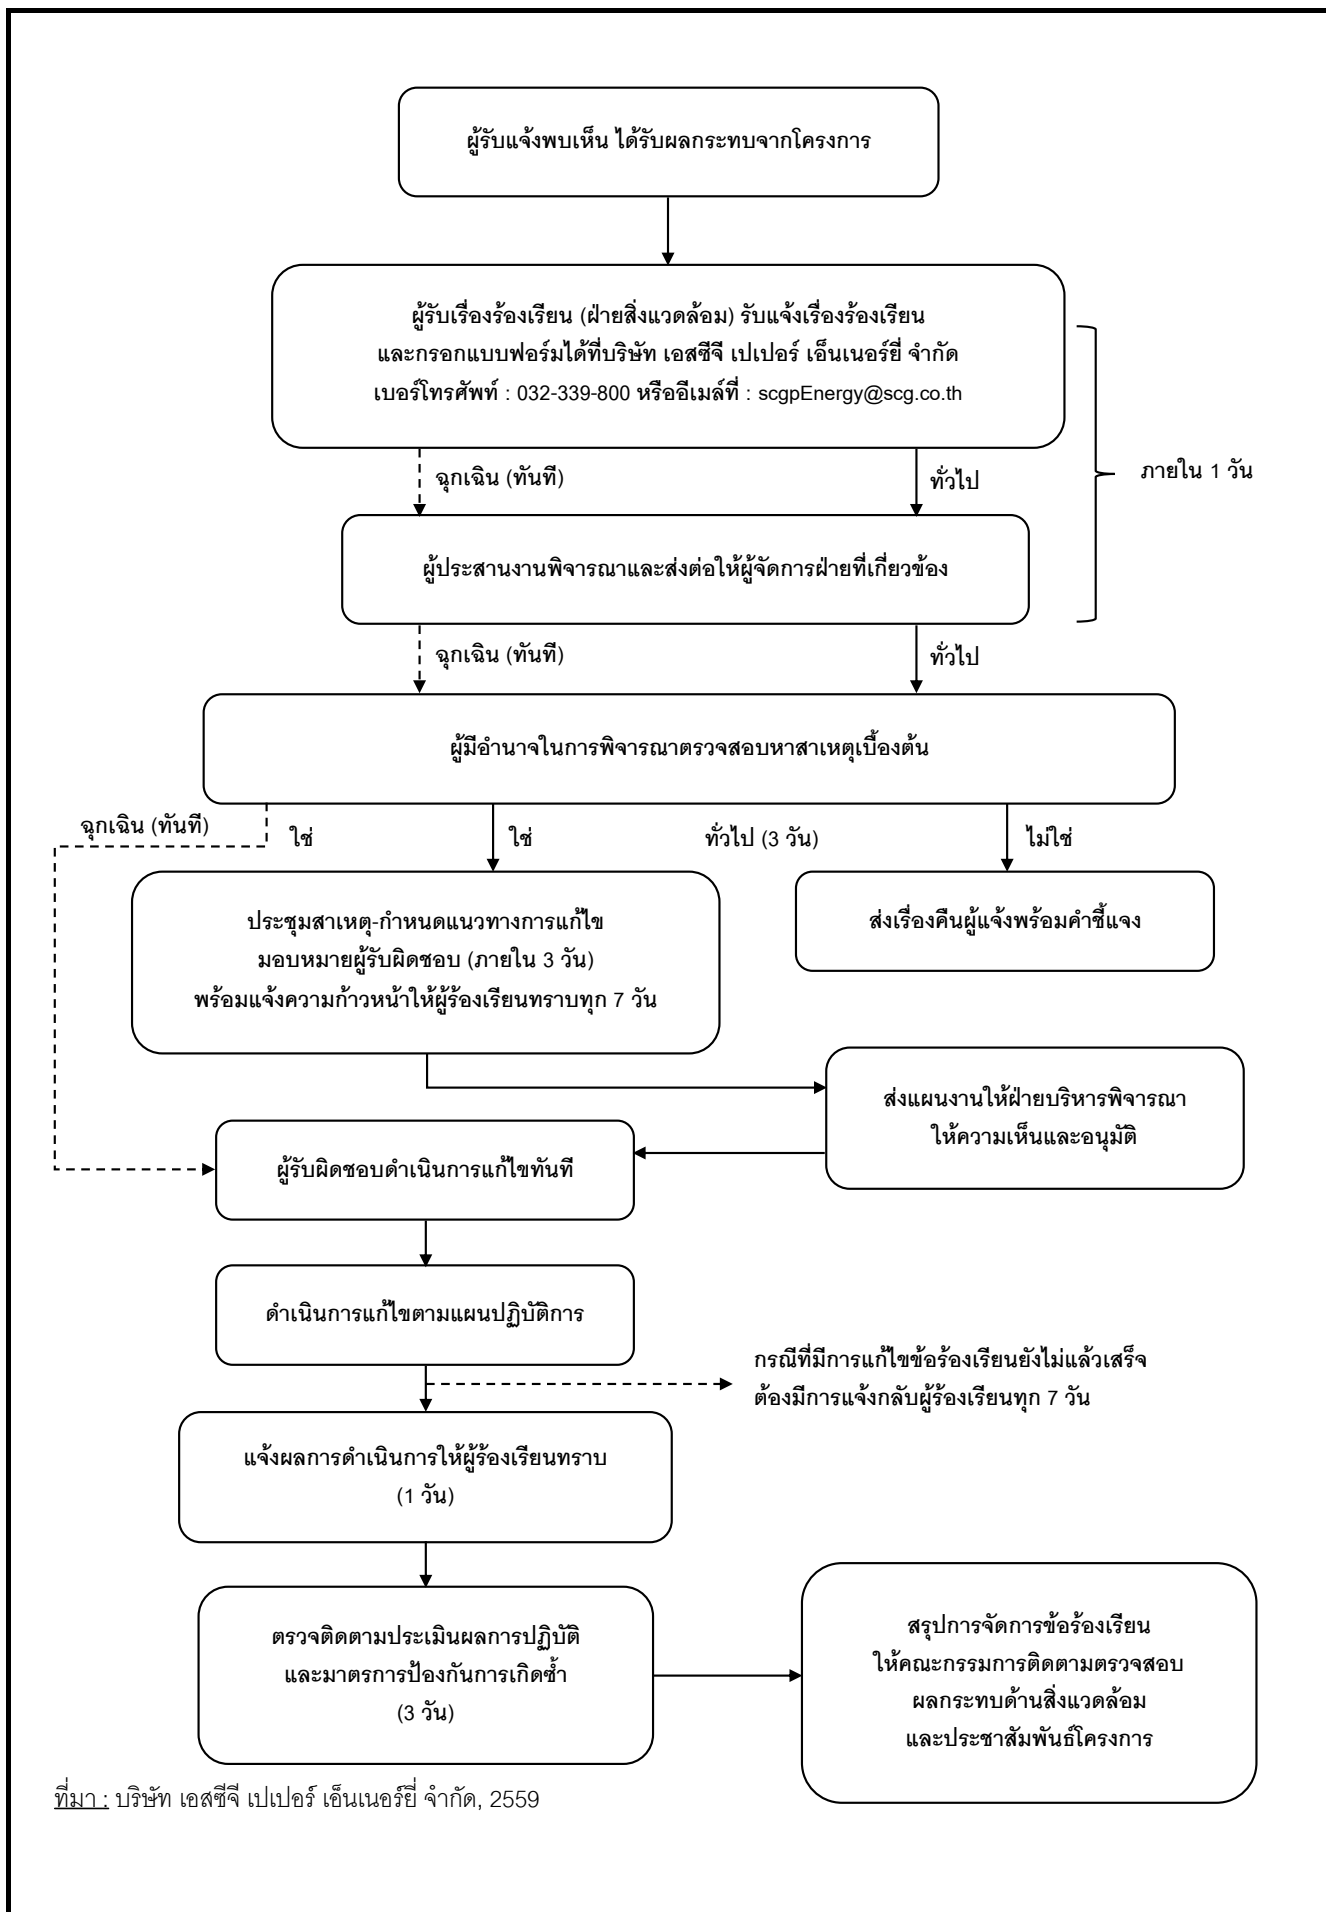 ผู้รับแจ้งพบเห็น ได้รับผลกระทบจากโครงการ
ผู้รับเรื่องร้องเรียน (ฝ่ายสิ่งแวดล้อม) รับแจ้งเรื่องร้องเรียน
และกรอกแบบฟอร์มได้ที่บริษัท เอสซีจี เปเปอร์ เอ็นเนอร์ยี่ จำกัด
เบอร์โทรศัพท์ : 032-339-800 หรืออีเมล์ที่ : scgpEnergy@scg.co.th
ฉุกเฉิน (ทันที)
ทั่วไป
ภายใน 1 วัน
ผู้ประสานงานพิจารณาและส่งต่อให้ผู้จัดการฝ่ายที่เกี่ยวข้อง
ฉุกเฉิน (ทันที)
ทั่วไป
ผู้มีอำนาจในการพิจารณาตรวจสอบหาสาเหตุเบื้องต้น
ฉุกเฉิน (ทันที)
ใช่
ใช่
ทั่วไป (3 วัน)
ไม่ใช่
ประชุมสาเหตุ-กำหนดแนวทางการแก้ไข
มอบหมายผู้รับผิดชอบ (ภายใน 3 วัน)
พร้อมแจ้งความก้าวหน้าให้ผู้ร้องเรียนทราบทุก 7 วัน
ส่งเรื่องคืนผู้แจ้งพร้อมคำชี้แจง
ส่งแผนงานให้ฝ่ายบริหารพิจารณา
ให้ความเห็นและอนุมัติ
ผู้รับผิดชอบดำเนินการแก้ไขทันที
ดำเนินการแก้ไขตามแผนปฏิบัติการ
กรณีที่มีการแก้ไขข้อร้องเรียนยังไม่แล้วเสร็จ
ต้องมีการแจ้งกลับผู้ร้องเรียนทุก 7 วัน
แจ้งผลการดำเนินการให้ผู้ร้องเรียนทราบ
(1 วัน)
ตรวจติดตามประเมินผลการปฏิบัติ
และมาตรการป้องกันการเกิดซ้ำ
(3 วัน)
สรุปการจัดการข้อร้องเรียน
ให้คณะกรรมการติดตามตรวจสอบ
ผลกระทบด้านสิ่งแวดล้อม
และประชาสัมพันธ์โครงการ
ที่มา : บริษัท เอสซีจี เปเปอร์ เอ็นเนอร์ยี่ จำกัด, 2559